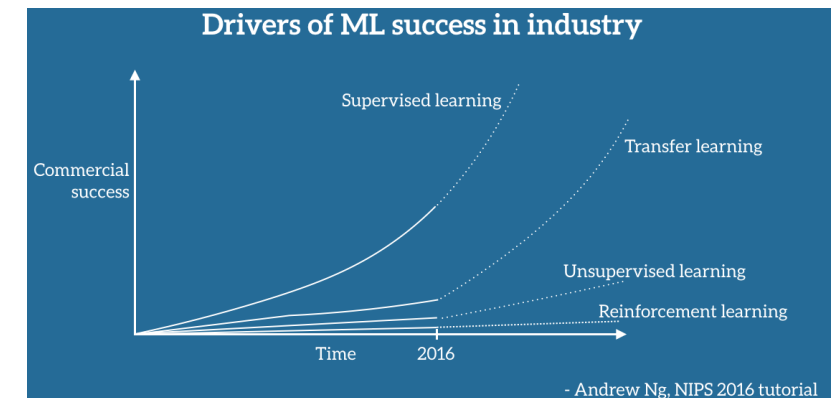 Drivers of ML success in industry
Supervised learning
Transfer learning
Commercial
success
Unsupervised learning
Reinforcement learning
Time
2016
- Andrew Ng, NIPS 2016 tutorial